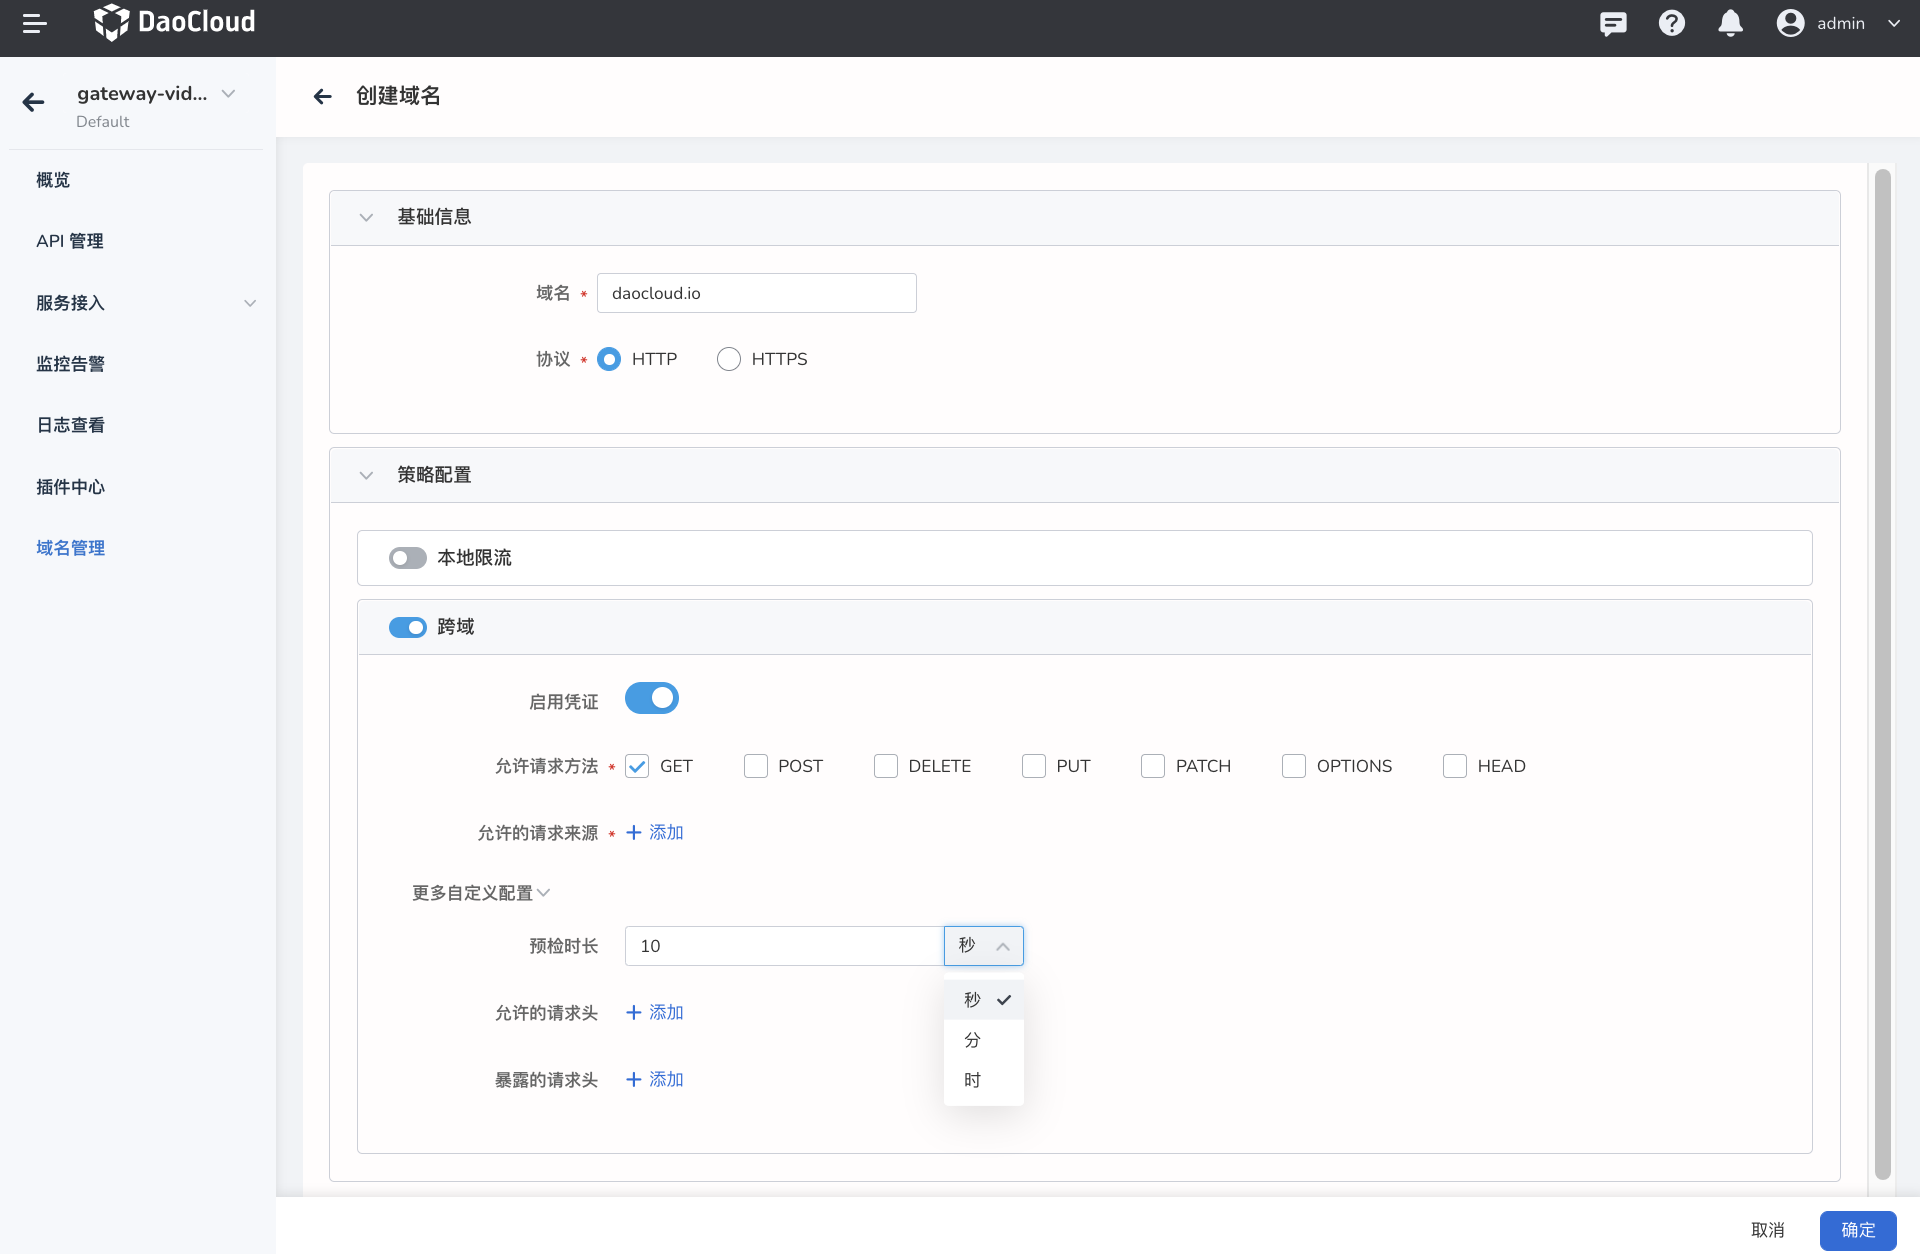 DaoCloud
admin
gateway-vid...
Default
概览
API 管理
服务接入
监控告警
日志查看
插件中心
域名管理
创建域名
基础信息
域名 * daocloud.io
协议 * HTTP HTTPS
策略配置
本地限流
跨域
启用凭证
允许请求方法 * GET POST DELETE PUT PATCH OPTIONS HEAD
允许的请求来源 * + 添加
更多自定义配置
预检时长 10 秒
秒
分
时
允许的请求头 + 添加
暴露的请求头 + 添加
取消 确定